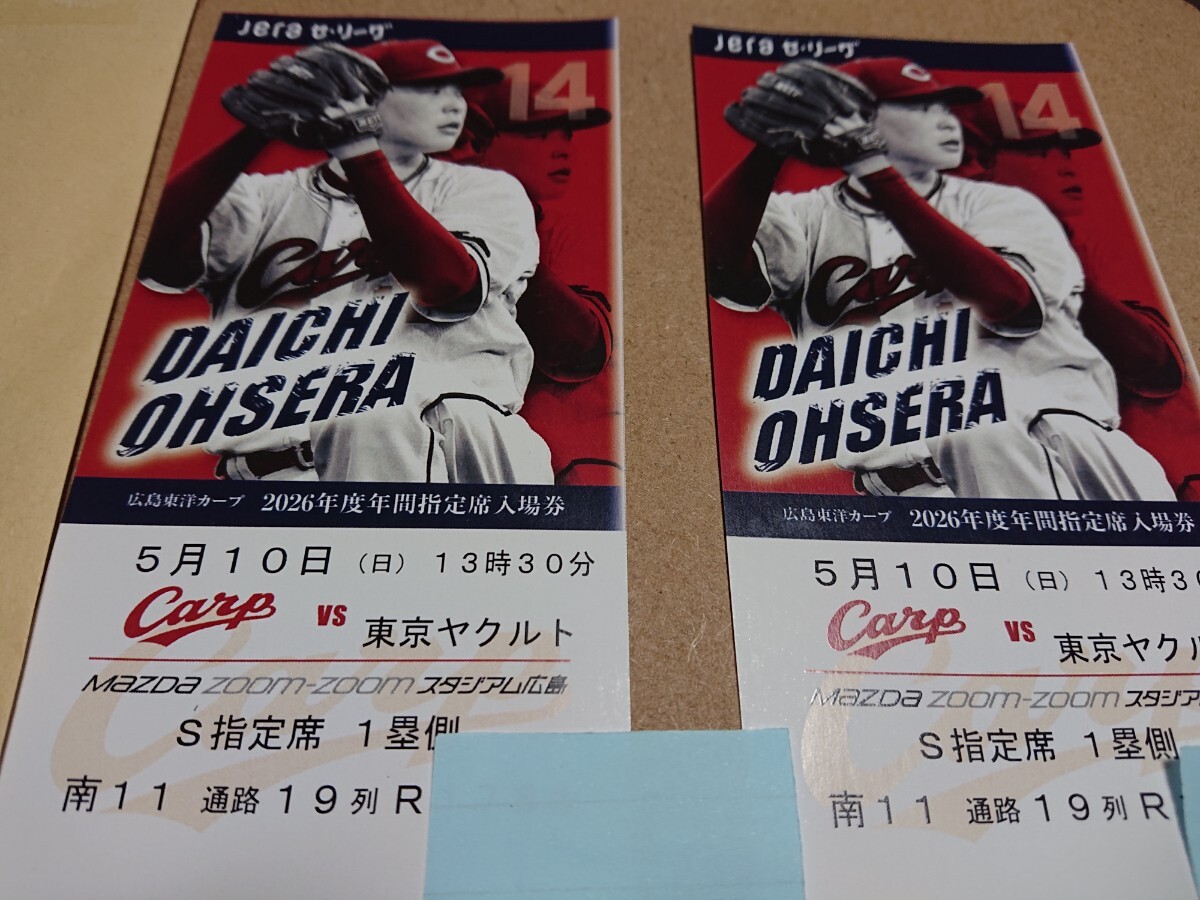 Jera セ・リーグ
14
Carp
DAICHI
OHSERA
広島東洋カープ 2026年度年間指定席入場券
5月10日 (日) 13時30分
Carp vs 東京ヤクルト
MAZDA ZOOM-ZOOM スタジアム広島
S指定席 1塁側
南11 通路 19列 R
Jera セ・リーグ
14
Carp
DAICHI
OHSERA
広島東洋カープ 2026年度年間指定席入場券
5月10日 (日) 13時30
Carp vs 東京ヤクル
MAZDA ZOOM-ZOOM スタジアム
S指定席 1塁側
南11 通路 19列 R